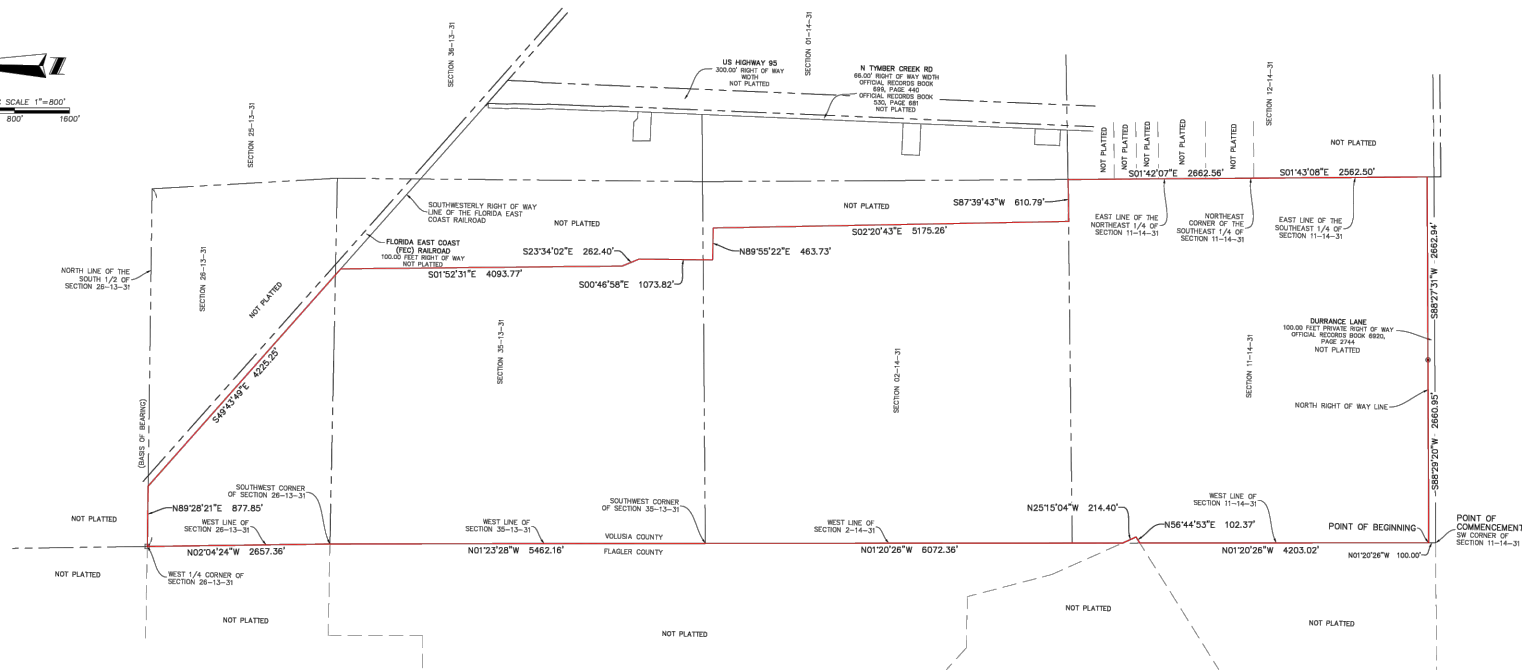 Z
SCALE 1"=800'
800'
1600'
SECTION 25-13-31
SECTION 36-13-31
US HIGHWAY 95
300.00' RIGHT OF WAY
WIDTH
NOT PLATTED
SECTION 01-14-31
N TYMBER CREEK RD
66.00' RIGHT OF WAY WIDTH
OFFICIAL RECORDS BOOK
699, PAGE 440
OFFICIAL RECORDS BOOK
530, PAGE 681
NOT PLATTED
SECTION 12-14-31
NOT PLATTED
NOT PLATTED
NOT PLATTED
NOT PLATTED
NOT PLATTED
NOT PLATTED
S01°42'07"E 2662.56'
S01°43'08"E 2562.50'
SOUTHWESTERLY RIGHT OF WAY
LINE OF THE FLORIDA EAST
COAST RAILROAD
NOT PLATTED
NOT PLATTED
S87°39'43"W 610.79'
EAST LINE OF THE
NORTHEAST 1/4 OF
SECTION 11-14-31
NORTHEAST
CORNER OF THE
SOUTHEAST 1/4 OF
SECTION 11-14-31
EAST LINE OF THE
SOUTHEAST 1/4 OF
SECTION 11-14-31
FLORIDA EAST COAST
(FEC) RAILROAD
100.00 FEET RIGHT OF WAY
NOT PLATTED
S23°34'02"E 262.40'
N89°55'22"E 463.73'
S02°20'43"E 5175.26'
S01°52'31"E 4093.77'
S00°46'58"E 1073.82'
NORTH LINE OF THE
SOUTH 1/2 OF
SECTION 26-13-31
SECTION 26-13-31
NOT PLATTED
S88°27'31"W 2662.94'
DURRANCE LANE
100.00 FEET PRIVATE RIGHT OF WAY
OFFICIAL RECORDS BOOK 6920,
PAGE 2744
NOT PLATTED
S49°43'49"E 4225.25'
SECTION 35-13-31
SECTION 02-14-31
SECTION 11-14-31
NORTH RIGHT OF WAY LINE
(BASIS OF BEARING)
S88°29'20"W 2660.95'
SOUTHWEST CORNER
OF SECTION 26-13-31
SOUTHWEST CORNER
OF SECTION 35-13-31
N89°28'21"E 877.85'
N25°15'04"W 214.40'
WEST LINE OF
SECTION 11-14-31
NOT PLATTED
WEST LINE OF
SECTION 26-13-31
WEST LINE OF
SECTION 35-13-31
VOLUSIA COUNTY
WEST LINE OF
SECTION 2-14-31
N56°44'53"E 102.37'
POINT OF BEGINNING
POINT OF
COMMENCEMENT
SW CORNER OF
SECTION 11-14-31
N02°04'24"W 2657.36'
N01°23'28"W 5462.16'
FLAGLER COUNTY
N01°20'26"W 6072.36'
N01°20'26"W 4203.02'
N01°20'26"W 100.00'
NOT PLATTED
WEST 1/4 CORNER OF
SECTION 26-13-31
NOT PLATTED
NOT PLATTED
NOT PLATTED
NOT PLATTED